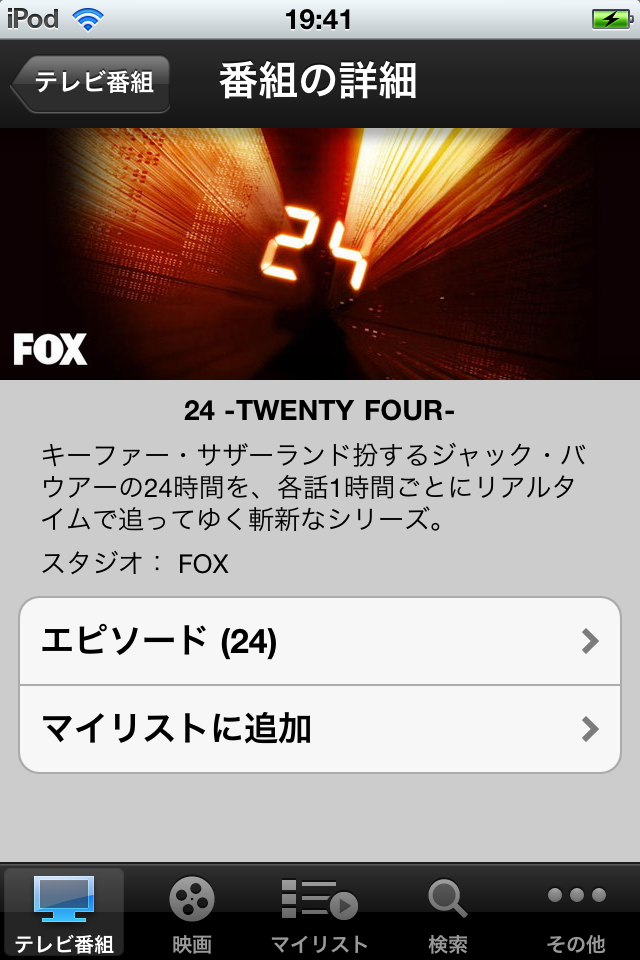 iPod
19:41
テレビ番組
番組の詳細
24
FOX
24 -TWENTY FOUR-
キーファー・サザーランド扮するジャック・バ
ウアーの24時間を、各話1時間ごとにリアルタ
イムで追ってゆく斬新なシリーズ。
スタジオ： FOX
エピソード (24)
マイリストに追加
テレビ番組
映画
マイリスト
検索
その他